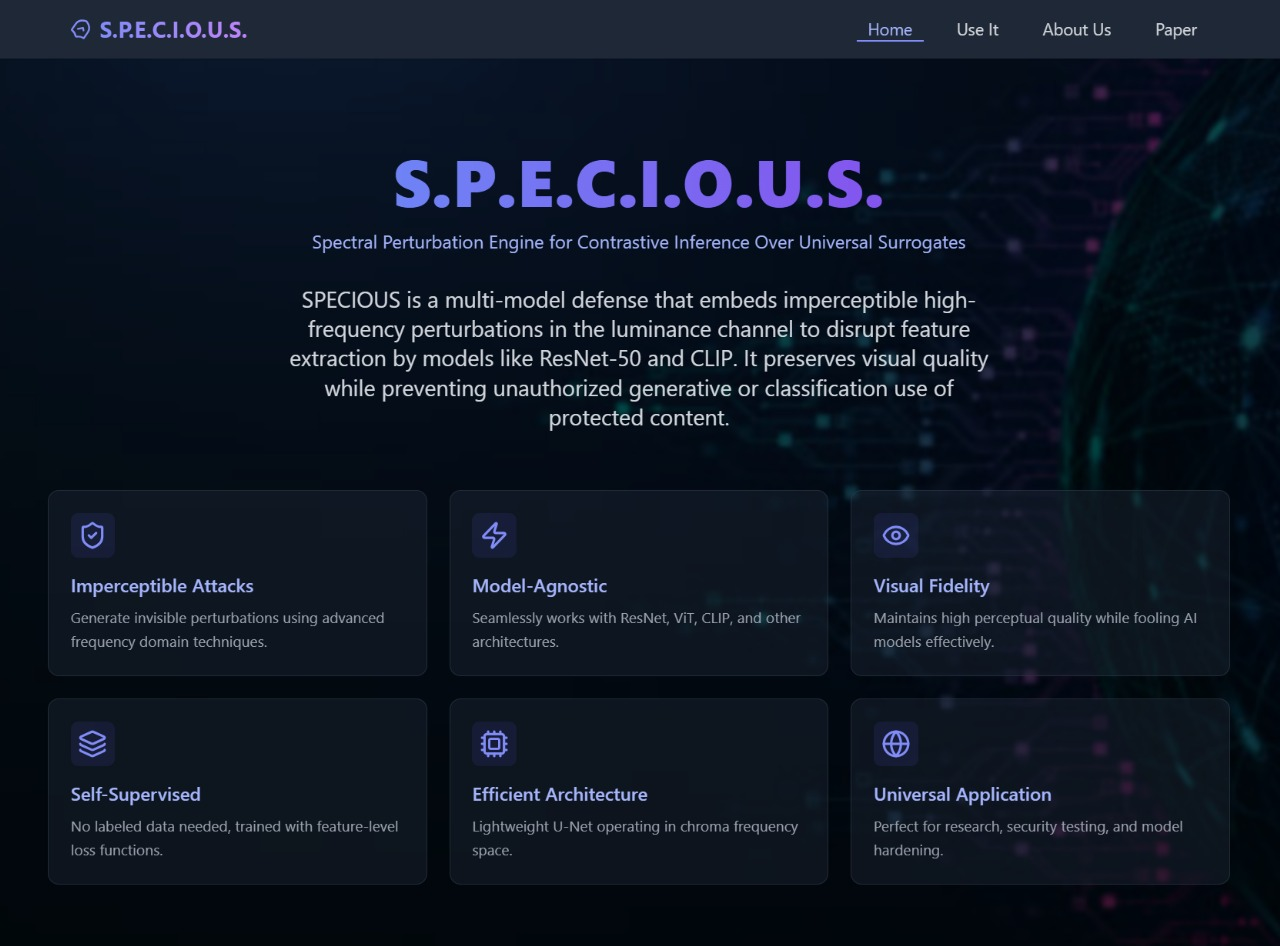 S.P.E.C.I.O.U.S.
Home Use It About Us Paper
S.P.E.C.I.O.U.S.
Spectral Perturbation Engine for Contrastive Inference Over Universal Surrogates
SPECIOUS is a multi-model defense that embeds imperceptible high-
frequency perturbations in the luminance channel to disrupt feature
extraction by models like ResNet-50 and CLIP. It preserves visual quality
while preventing unauthorized generative or classification use of
protected content.
Imperceptible Attacks
Generate invisible perturbations using advanced
frequency domain techniques.
Model-Agnostic
Seamlessly works with ResNet, ViT, CLIP, and other
architectures.
Visual Fidelity
Maintains high perceptual quality while fooling AI
models effectively.
Self-Supervised
No labeled data needed, trained with feature-level
loss functions.
Efficient Architecture
Lightweight U-Net operating in chroma frequency
space.
Universal Application
Perfect for research, security testing, and model
hardening.